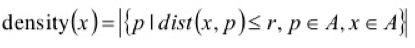 density(x)=|{p | dist(x, p)≤ r, p ∈ A, x ∈ A}|